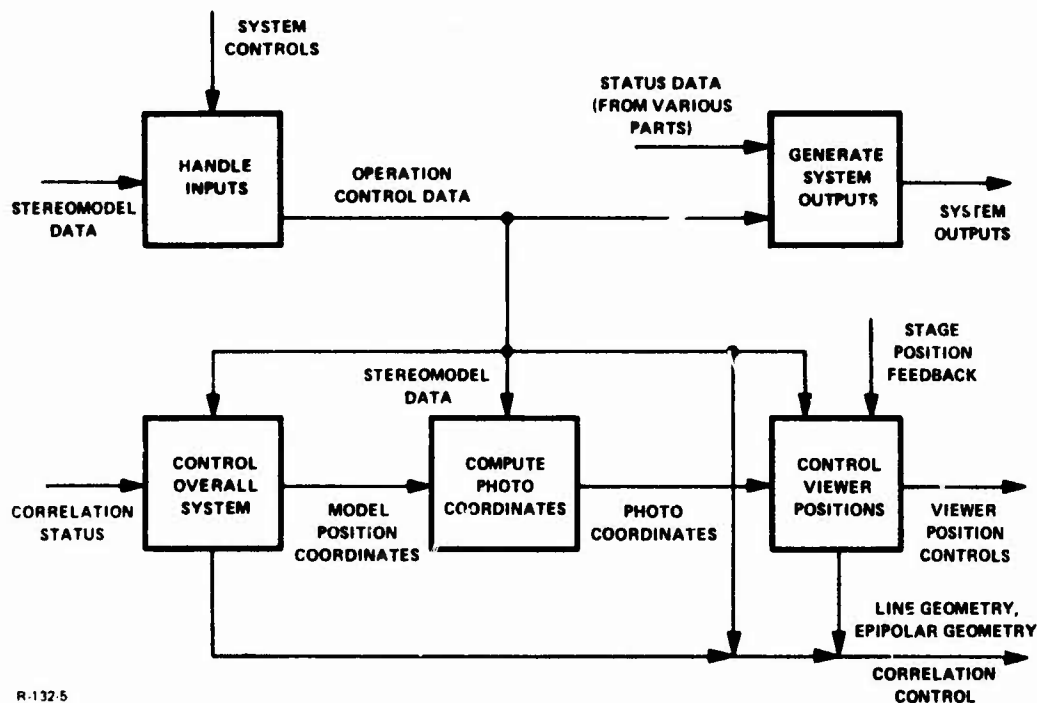 SYSTEM
CONTROLS
STATUS DATA
(FROM VARIOUS
PARTS)
HANDLE
INPUTS
OPERATION
CONTROL DATA
GENERATE
SYSTEM
OUTPUTS
STEREOMODEL
DATA
SYSTEM
OUTPUTS
STAGE
POSITION
FEEDBACK
STEREOMODEL
DATA
CONTROL
OVERALL
SYSTEM
COMPUTE
PHOTO
COORDINATES
CONTROL
VIEWER
POSITIONS
CORRELATION
STATUS
MODEL
POSITION
COORDINATES
PHOTO
COORDINATES
VIEWER
POSITION
CONTROLS
LINE GEOMETRY,
EPIPOLAR GEOMETRY
CORRELATION
CONTROL
R-132-5